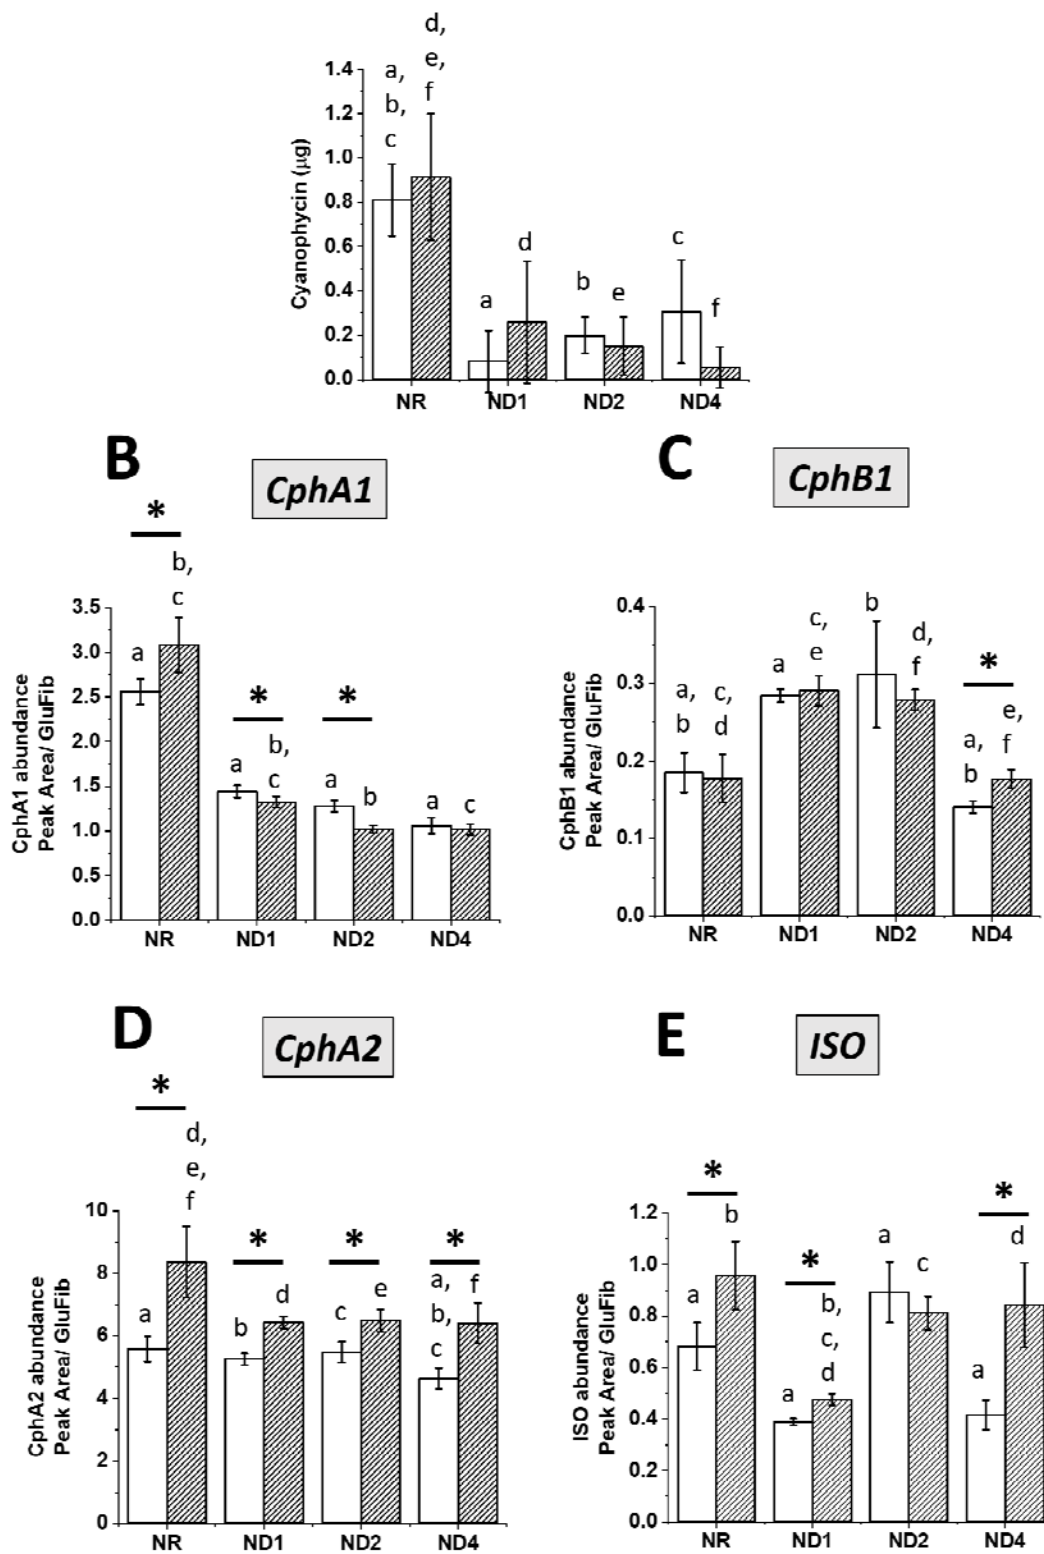 d,
a, e,
b, f
c
1.4
1.2
1.0
0.8
0.6
0.4
0.2
0.0
Cyanophycin (µg)
a d b e c f
NR ND1 ND2 ND4
B
CphA1
*
b,
c
a
*
a b,
c
*
a b
a c
3.5
3.0
2.5
2.0
1.5
1.0
0.5
0.0
CphA1 abundance
Peak Area/ GluFib
NR ND1 ND2 ND4
C
CphB1
a, c,
b d
a c,
e
b d,
f
*
a, e,
b f
0.4
0.3
0.2
0.1
0.0
CphB1 abundance
Peak Area/ GluFib
NR ND1 ND2 ND4
D
CphA2
*
d,
e,
f
a
*
b d
*
c e
*
a, f
b,
c
10
8
6
4
2
0
CphA2 abundance
Peak Area/ GluFib
NR ND1 ND2 ND4
E
ISO
*
a b
*
a b,
c,
d
a c
*
a d
1.2
1.0
0.8
0.6
0.4
0.2
0.0
ISO abundance
Peak Area/ GluFib
NR ND1 ND2 ND4